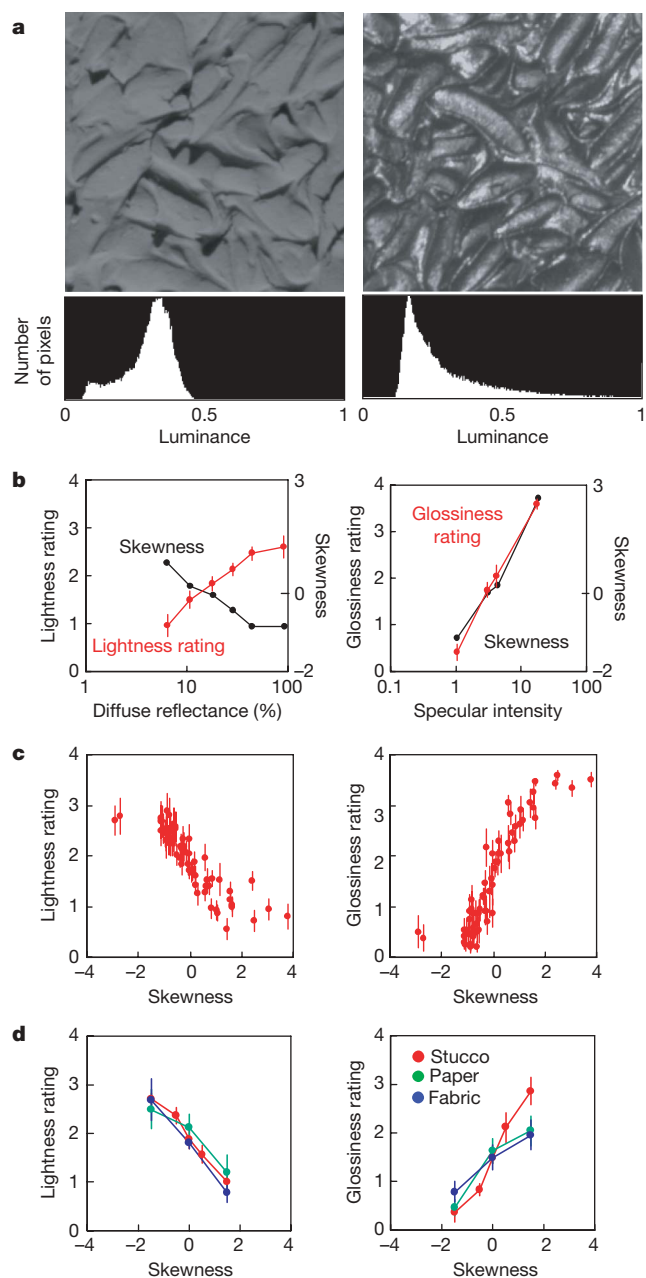 a
Number
of pixels
0 0.5 1
Luminance
0 0.5 1
Luminance
b
Lightness rating
4
3
2
1
0
3
0
−2
Skewness
Skewness
Lightness rating
1 10 100
Diffuse reflectance (%)
Glossiness rating
4
3
2
1
0
3
0
−2
Skewness
Glossiness
rating
Skewness
0.1 1 10 100
Specular intensity
c
Lightness rating
4
3
2
1
0
−4 −2 0 2 4
Skewness
Glossiness rating
4
3
2
1
0
−4 −2 0 2 4
Skewness
d
Lightness rating
4
3
2
1
0
−4 −2 0 2 4
Skewness
Glossiness rating
4
3
2
1
0
Stucco
Paper
Fabric
−4 −2 0 2 4
Skewness